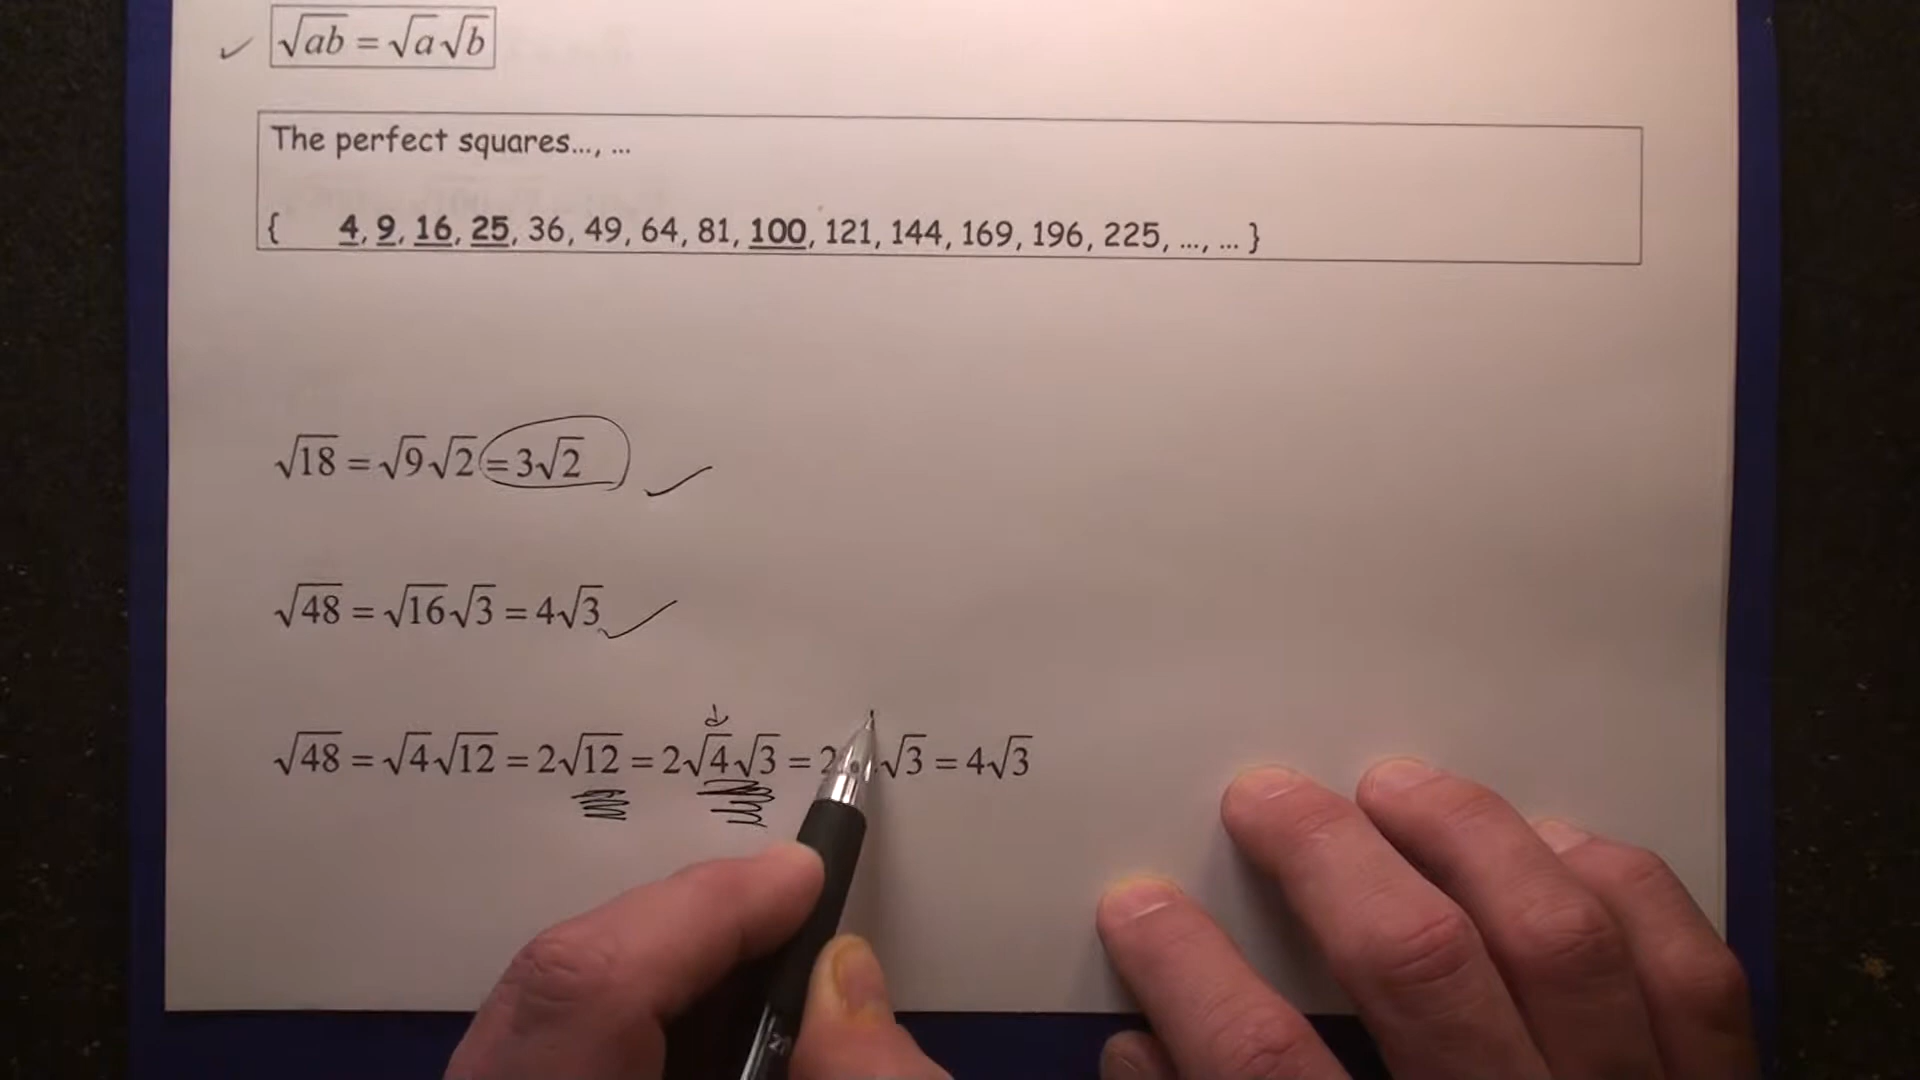 √ab = √a√b
The perfect squares…, …
{ 4, 9, 16, 25, 36, 49, 64, 81, 100, 121, 144, 169, 196, 225, …, … }
√18 = √9√2 = 3√2
√48 = √16√3 = 4√3
√48 = √4√12 = 2√12 = 2√4√3 = 2 √3 = 4√3